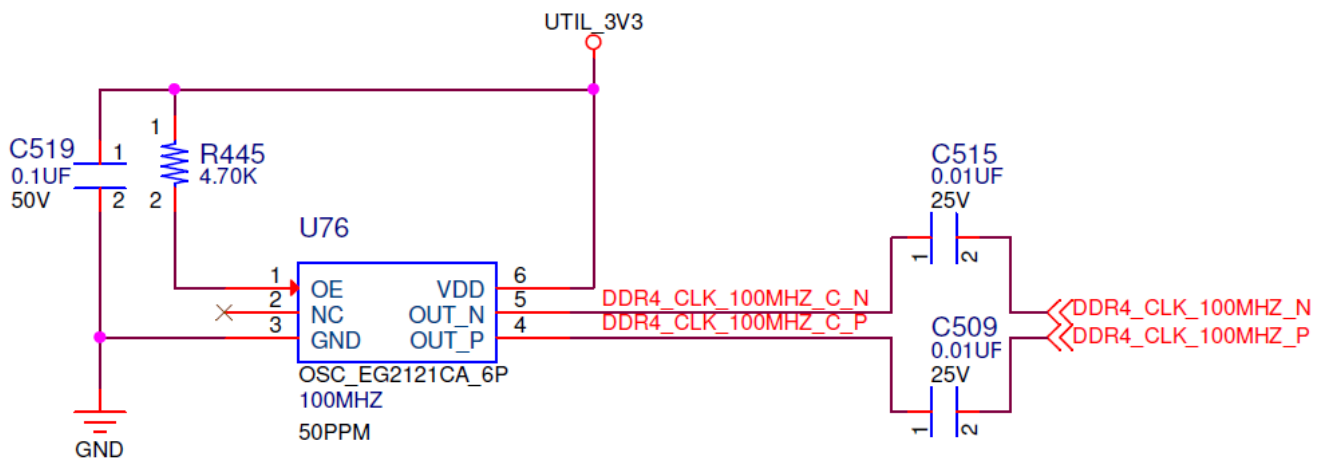 UTIL_3V3
C519
0.1UF
50V
1
2
1
2
R445
4.70K
U76
1
2
3
OE
NC
GND
VDD
OUT_N
OUT_P
6
5
4
OSC_EG2121CA_6P
100MHZ
50PPM
GND
DDR4_CLK_100MHZ_C_N
DDR4_CLK_100MHZ_C_P
C515
0.01UF
25V
1
2
C509
0.01UF
25V
1
2
DDR4_CLK_100MHZ_N
DDR4_CLK_100MHZ_P